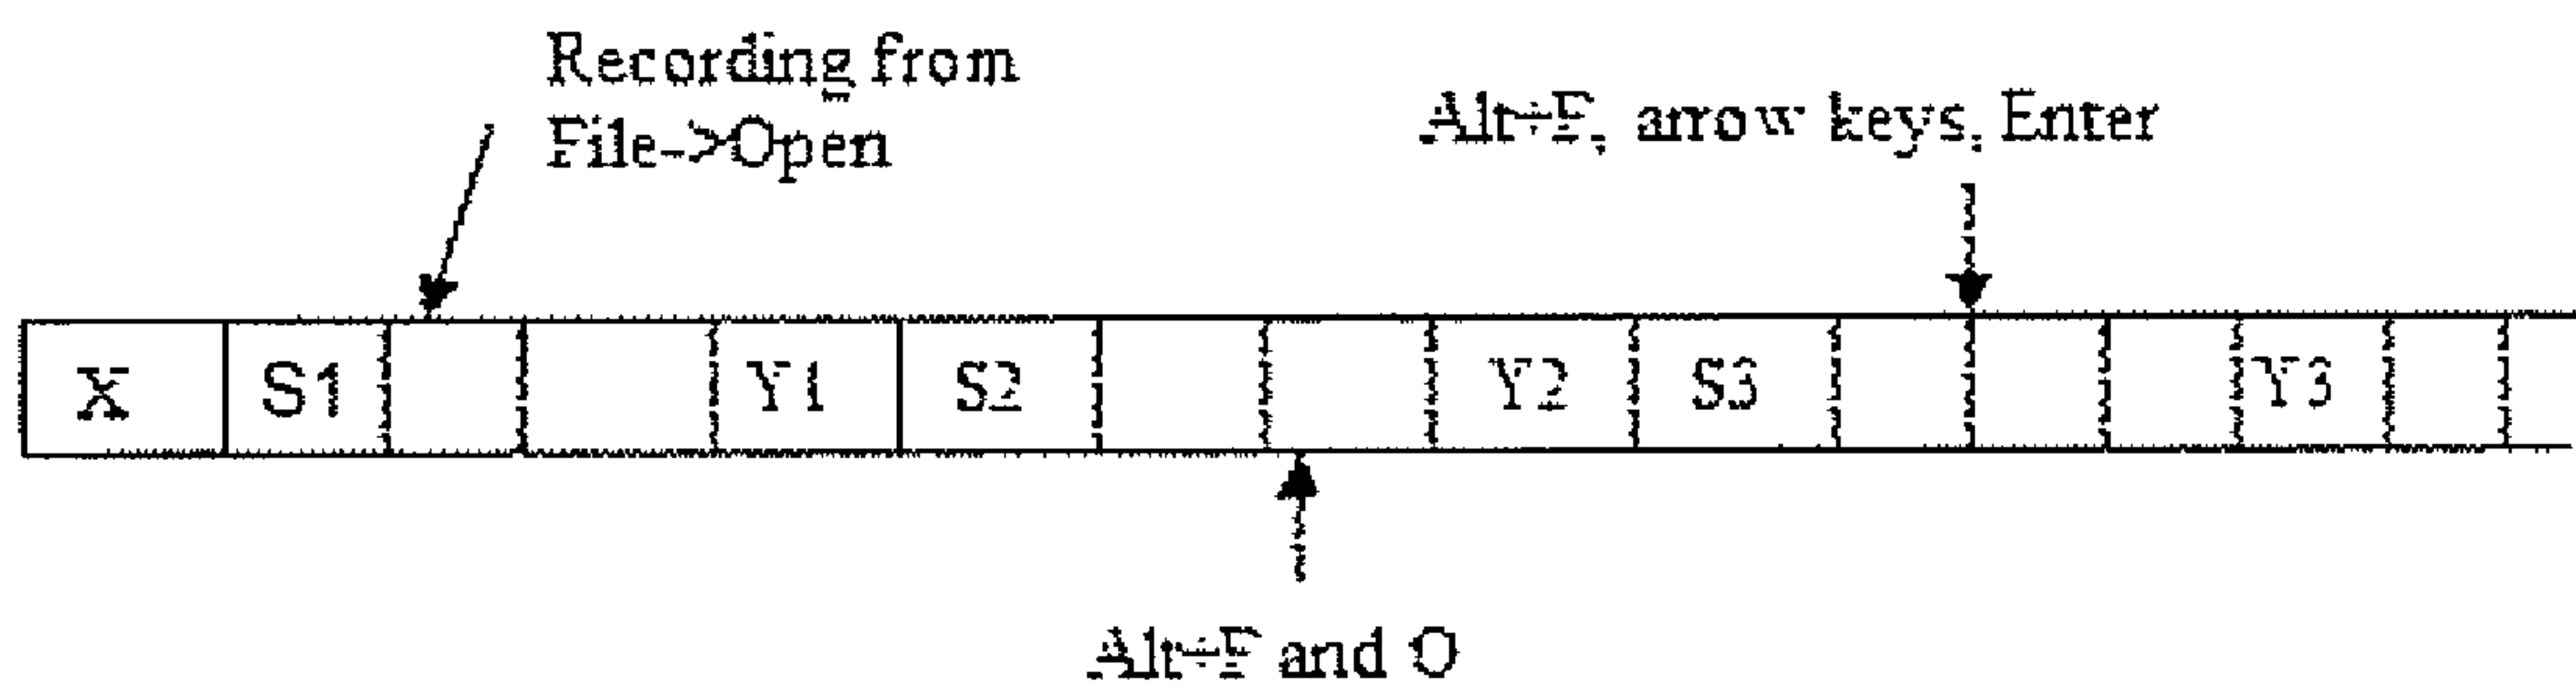 Recording from
File->Open
Alt+F, arrow keys, Enter
X S1 Y1 S2 Y2 S3 Y3
Alt+F and O